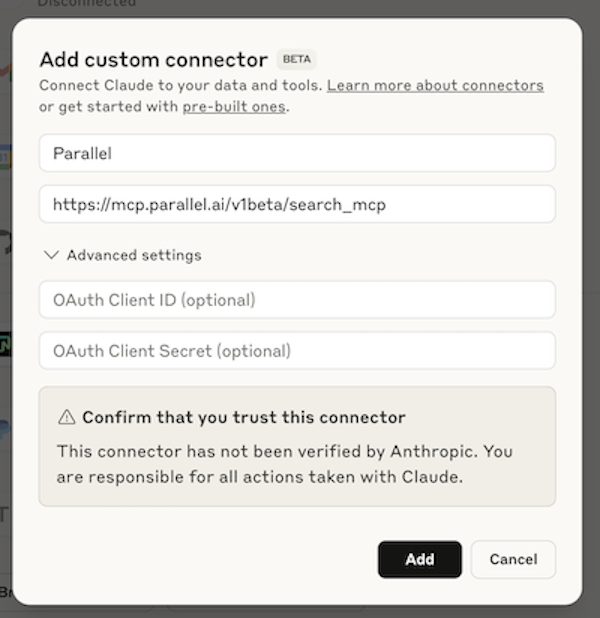 Disconnected
Add custom connector BETA
Connect Claude to your data and tools. Learn more about connectors
or get started with pre-built ones.
Parallel
https://mcp.parallel.ai/v1beta/search_mcp
Advanced settings
OAuth Client ID (optional)
OAuth Client Secret (optional)
Confirm that you trust this connector
This connector has not been verified by Anthropic. You
are responsible for all actions taken with Claude.
Add Cancel